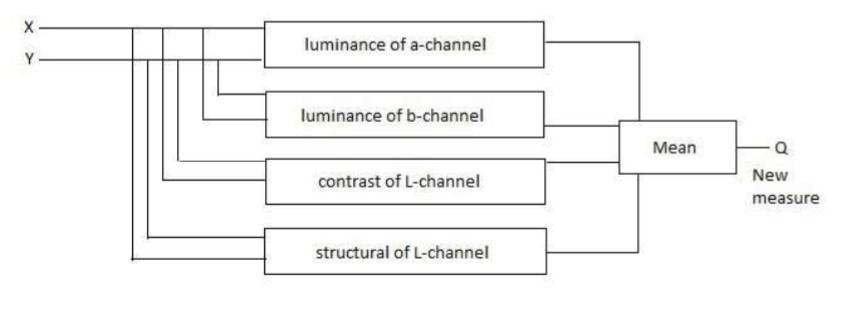 X
Y
luminance of a-channel
luminance of b-channel
contrast of L-channel
structural of L-channel
Mean
Q
New
measure